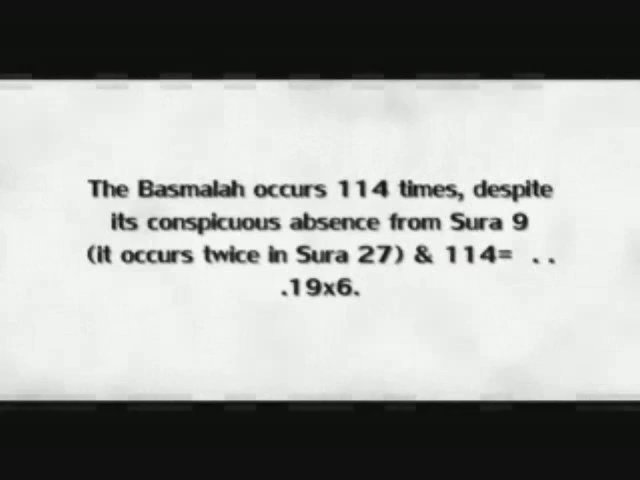 The Basmalah occurs 114 times, despite
its conspicuous absence from Sura 9
(it occurs twice in Sura 27) & 114= . .
.19x6.